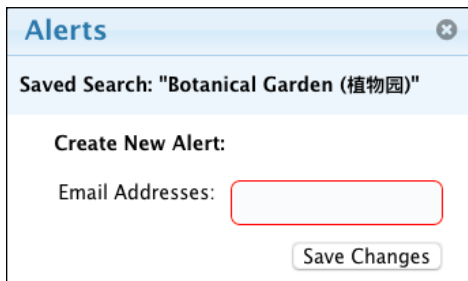 Alerts
Saved Search: "Botanical Garden (植物园)"
Create New Alert:
Email Addresses:
Save Changes